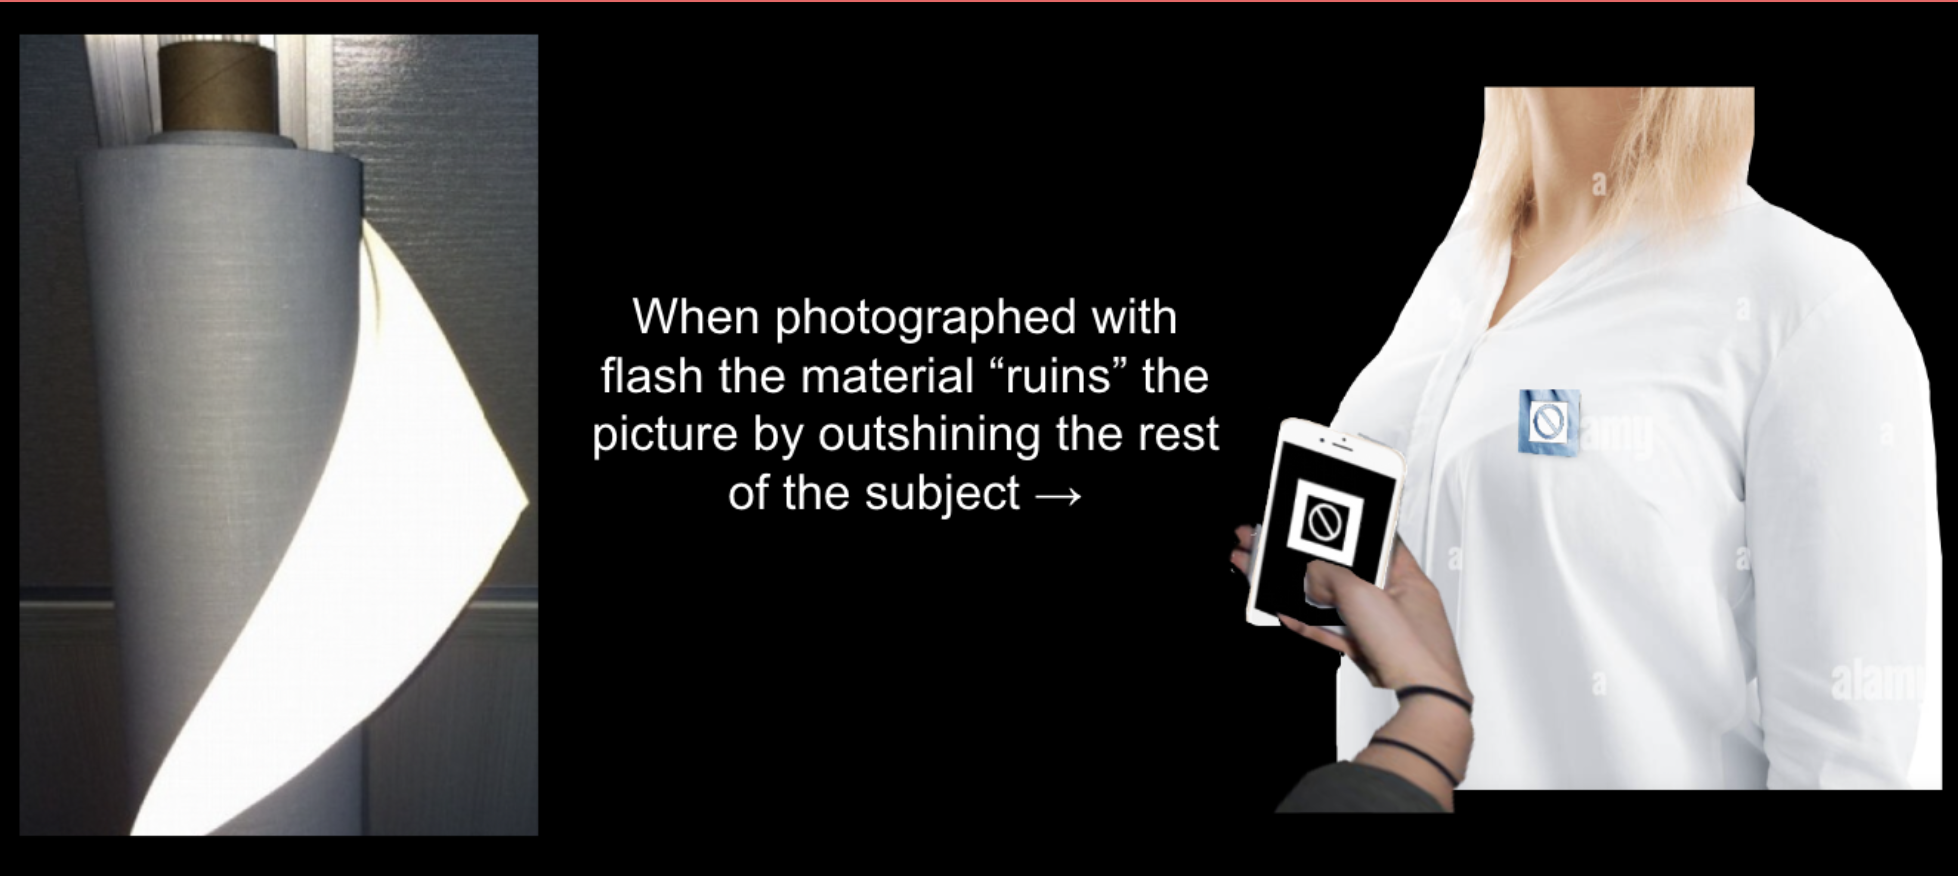 When photographed with
flash the material “ruins” the
picture by outshining the rest
of the subject →
a
a
a
alamy
a
a
a
a
alamy